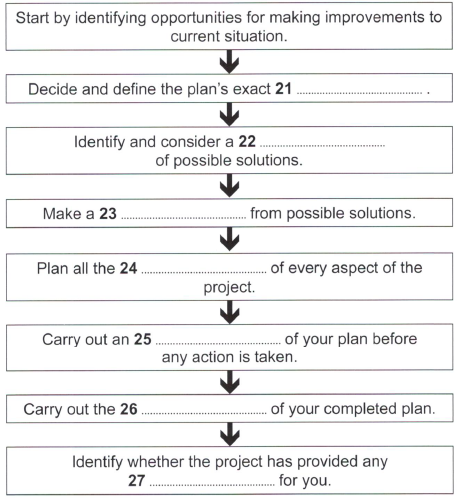 Start by identifying opportunities for making improvements to
current situation.
Decide and define the plan's exact 21 .......................................... .
Identify and consider a 22 ..........................................
of possible solutions.
Make a 23 .......................................... from possible solutions.
Plan all the 24 .......................................... of every aspect of the
project.
Carry out an 25 .......................................... of your plan before
any action is taken.
Carry out the 26 .......................................... of your completed plan.
Identify whether the project has provided any
27 .......................................... for you.